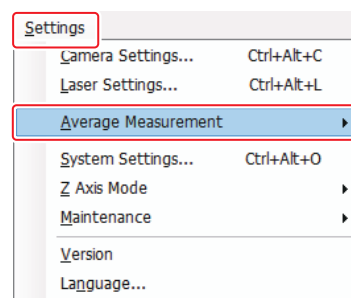 Settings
Camera Settings... Ctrl+Alt+C
Laser Settings... Ctrl+Alt+L
Average Measurement
System Settings... Ctrl+Alt+O
Z Axis Mode
Maintenance
Version
Language...